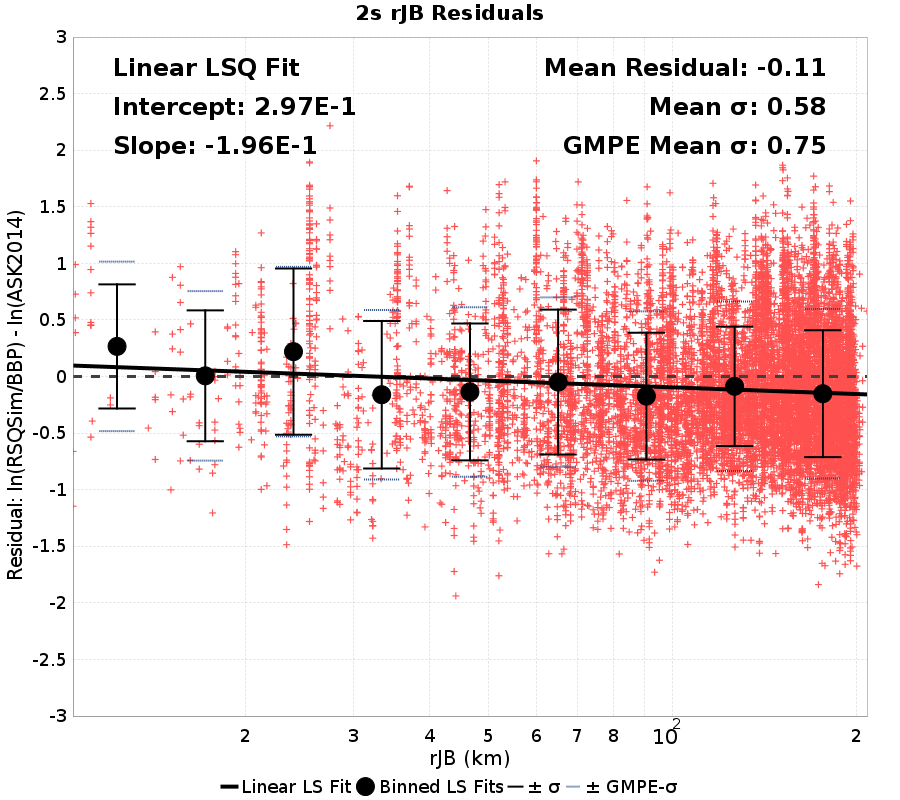 2s rJB Residuals
Linear LSQ Fit
Intercept: 2.97E-1
Slope: -1.96E-1
Mean Residual: -0.11
Mean σ: 0.58
GMPE Mean σ: 0.75
Residual: ln(RSQSim/BBP) - ln(ASK2014)
3
2.5
2
1.5
1
0.5
0
-0.5
-1
-1.5
-2
-2.5
-3
2 3 4 5 6 7 8 10² 2
rJB (km)
Linear LS Fit Binned LS Fits ± σ ± GMPE-σ